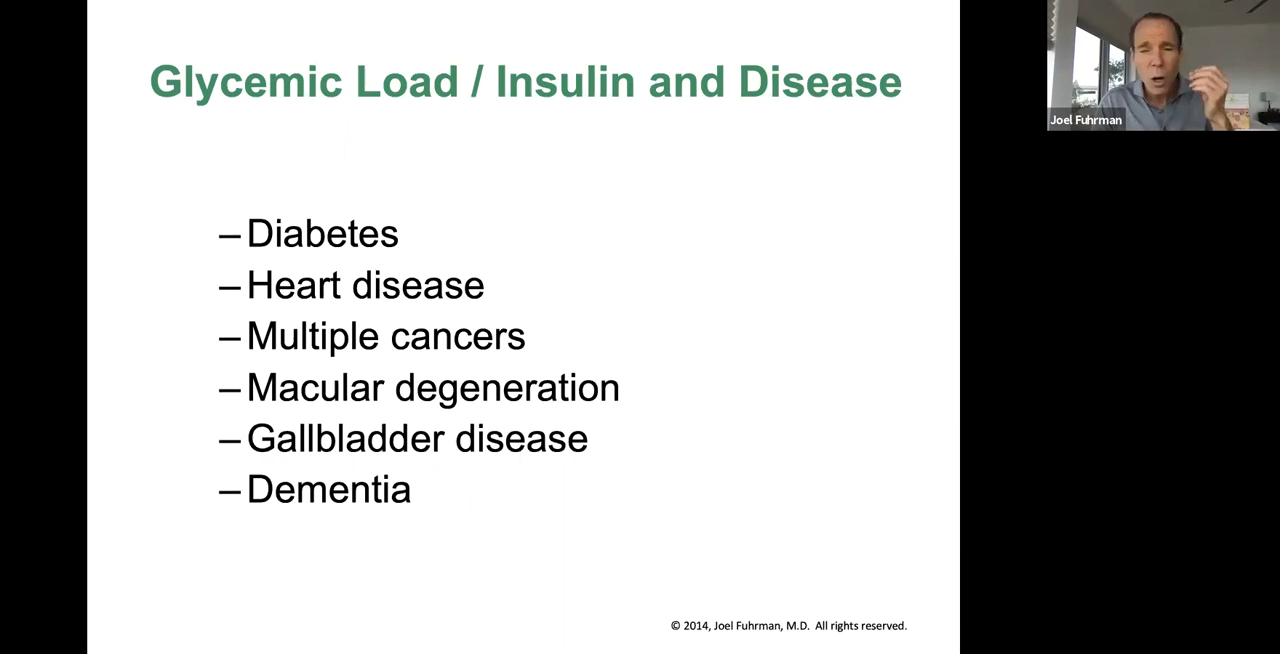 Glycemic Load / Insulin and Disease
– Diabetes
– Heart disease
– Multiple cancers
– Macular degeneration
– Gallbladder disease
– Dementia
© 2014, Joel Fuhrman, M.D.  All rights reserved.
Joel Fuhrman